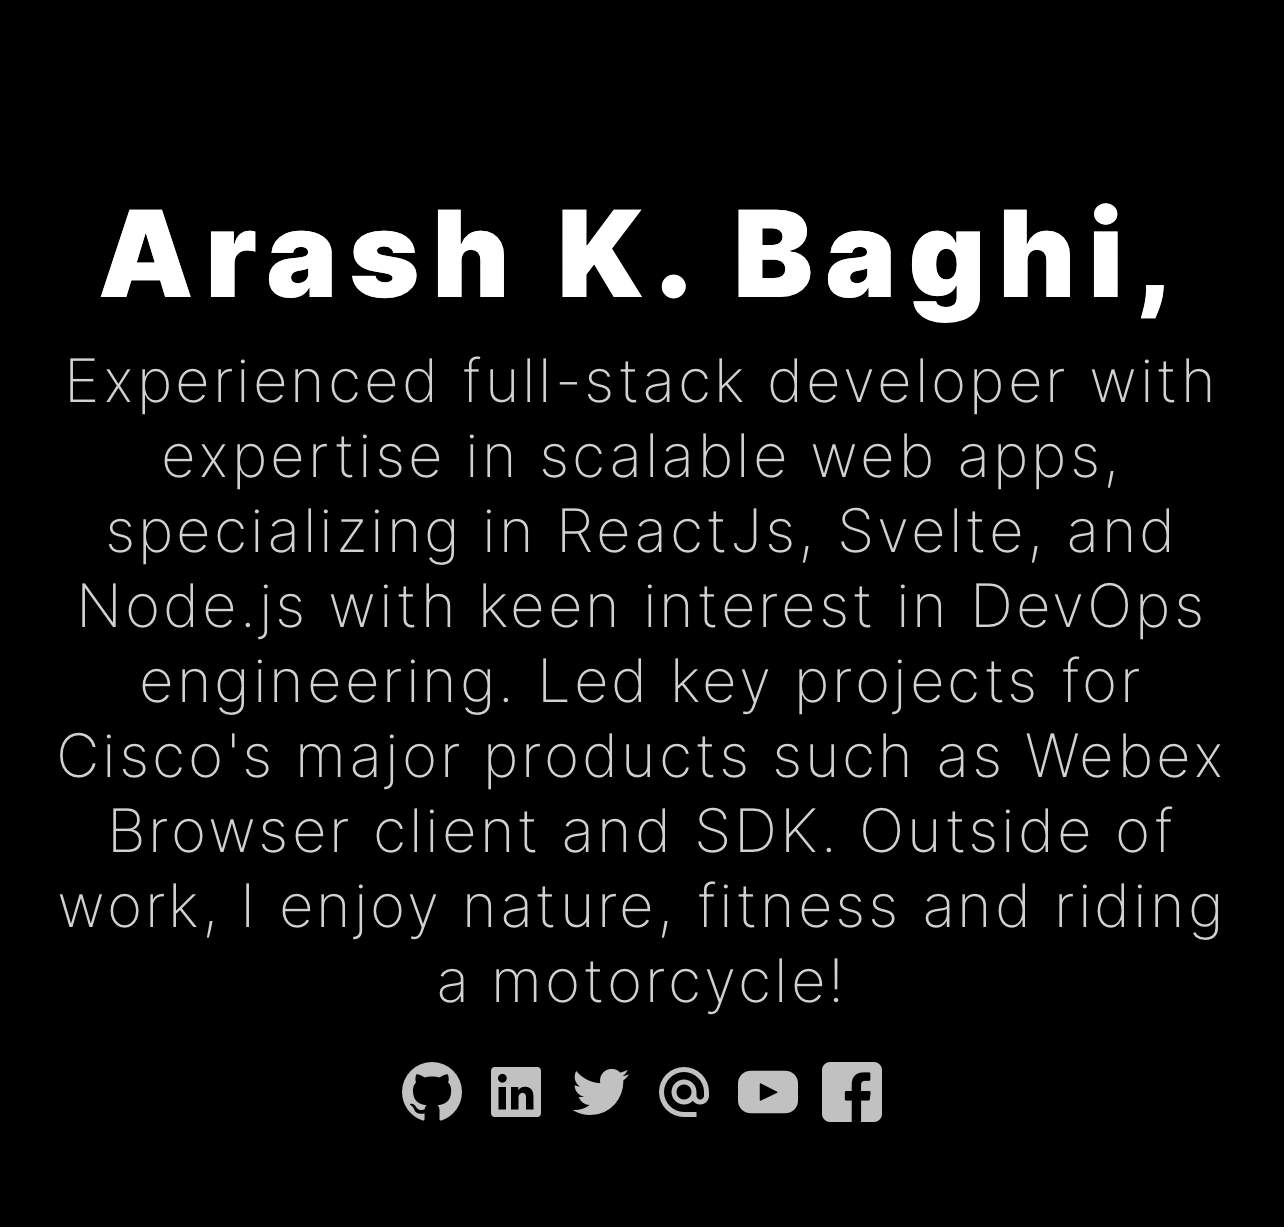 Arash K. Baghi,
Experienced full-stack developer with
expertise in scalable web apps,
specializing in ReactJs, Svelte, and
Node.js with keen interest in DevOps
engineering. Led key projects for
Cisco's major products such as Webex
Browser client and SDK. Outside of
work, I enjoy nature, fitness and riding
a motorcycle!